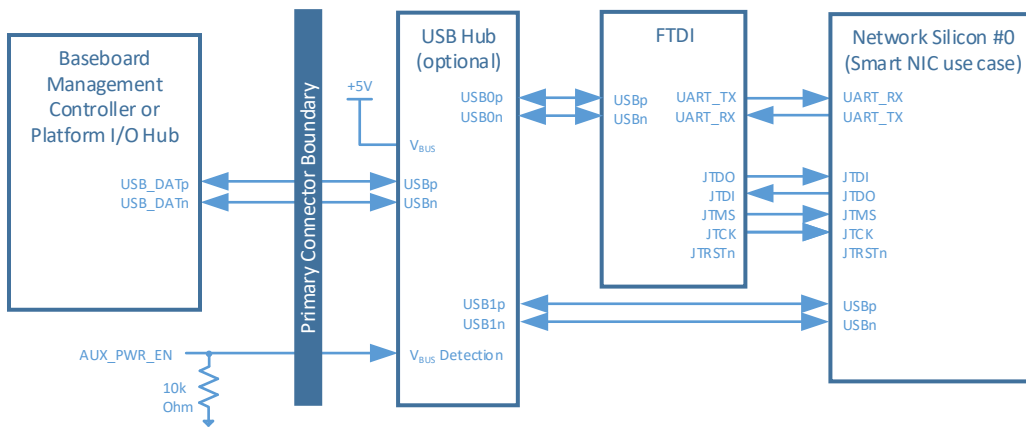 Baseboard
Management
Controller or
Platform I/O Hub
USB_DATp
USB_DATn
AUX_PWR_EN
10k
Ohm
Primary Connector Boundary
+5V
USB Hub
(optional)
USB0p
USB0n
VBUS
USBp
USBn
USB1p
USB1n
VBUS Detection
FTDI
USBp
USBn
UART_TX
UART_RX
JTDO
JTDI
JTMS
JTCK
JTRSTn
Network Silicon #0
(Smart NIC use case)
UART_RX
UART_TX
JTDI
JTDO
JTMS
JTCK
JTRSTn
USBp
USBn